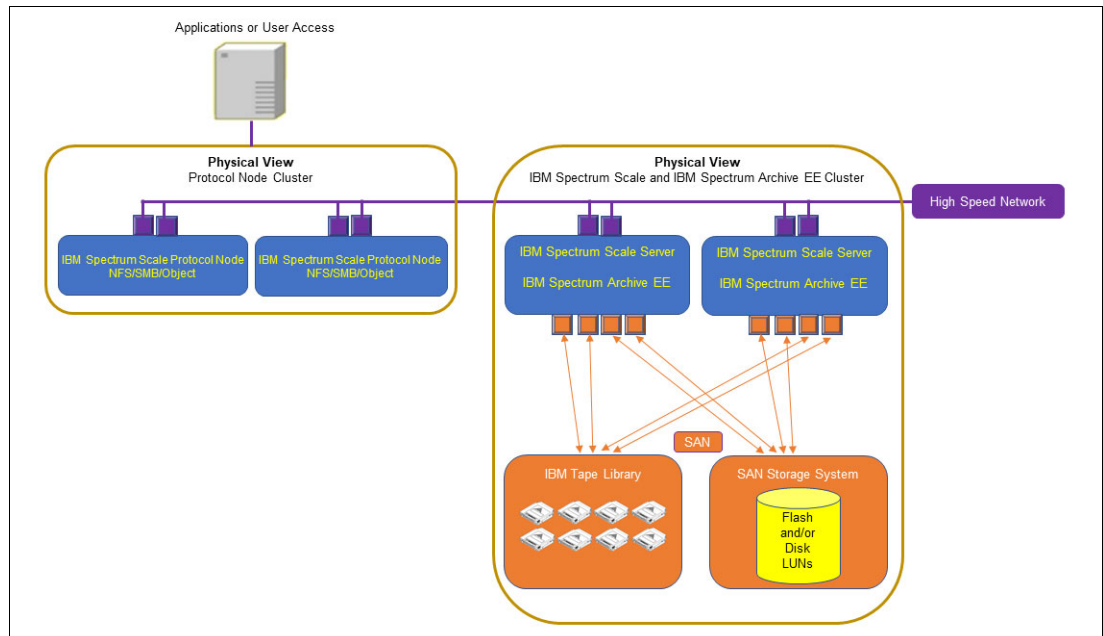 Applications or User Access
Physical View
Protocol Node Cluster
IBM Spectrum Scale Protocol Node
NFS/SMB/Object
IBM Spectrum Scale Protocol Node
NFS/SMB/Object
Physical View
IBM Spectrum Scale and IBM Spectrum Archive EE Cluster
High Speed Network
IBM Spectrum Scale Server
IBM Spectrum Archive EE
IBM Spectrum Scale Server
IBM Spectrum Archive EE
SAN
IBM Tape Library
SAN Storage System
Flash
and/or
Disk
LUNs